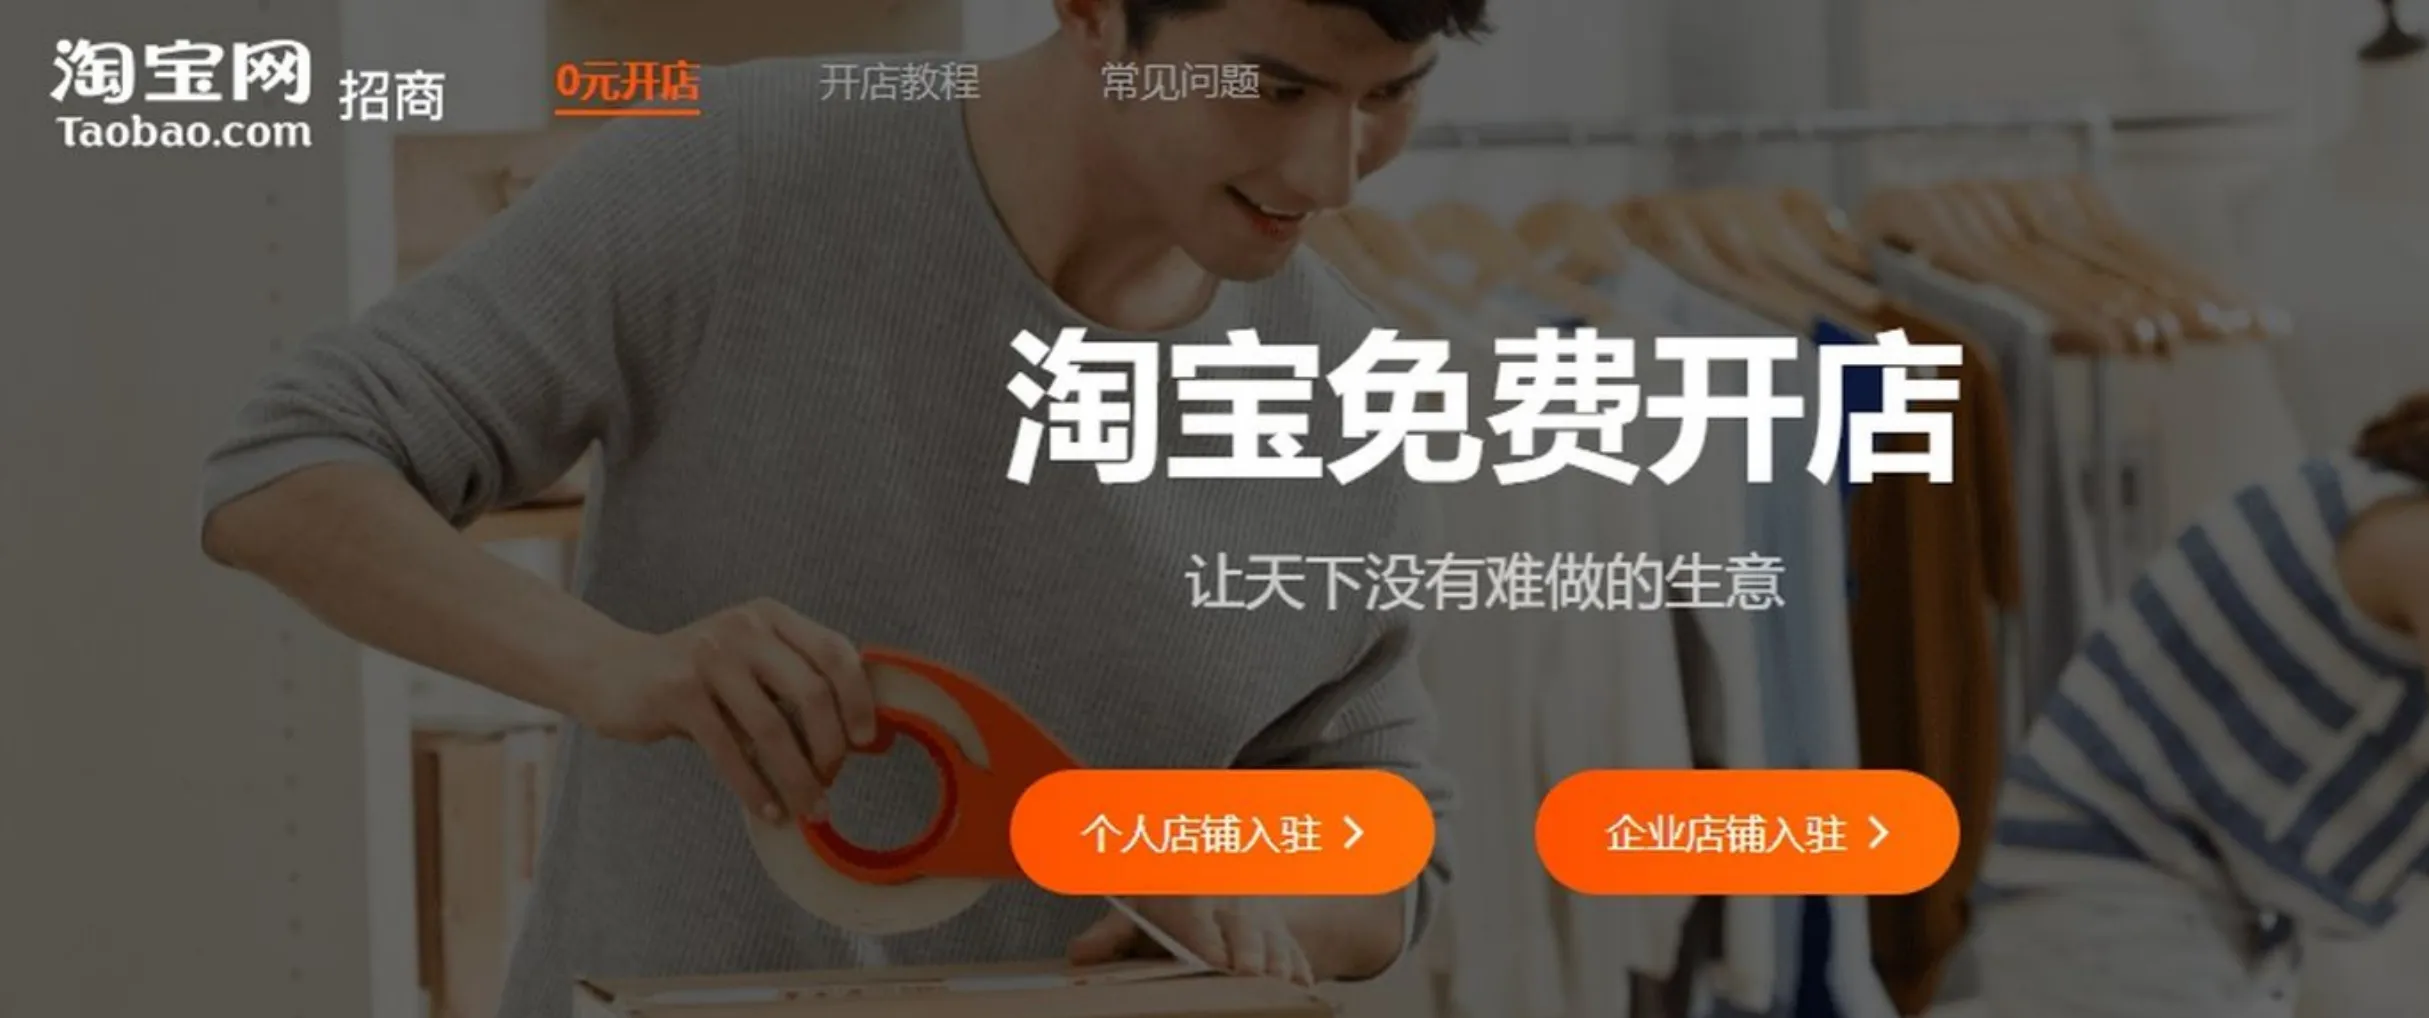 淘宝网
Taobao.com
招商
0元开店
开店教程
常见问题
淘宝免费开店
让天下没有难做的生意
个人店铺入驻 >
企业店铺入驻 >